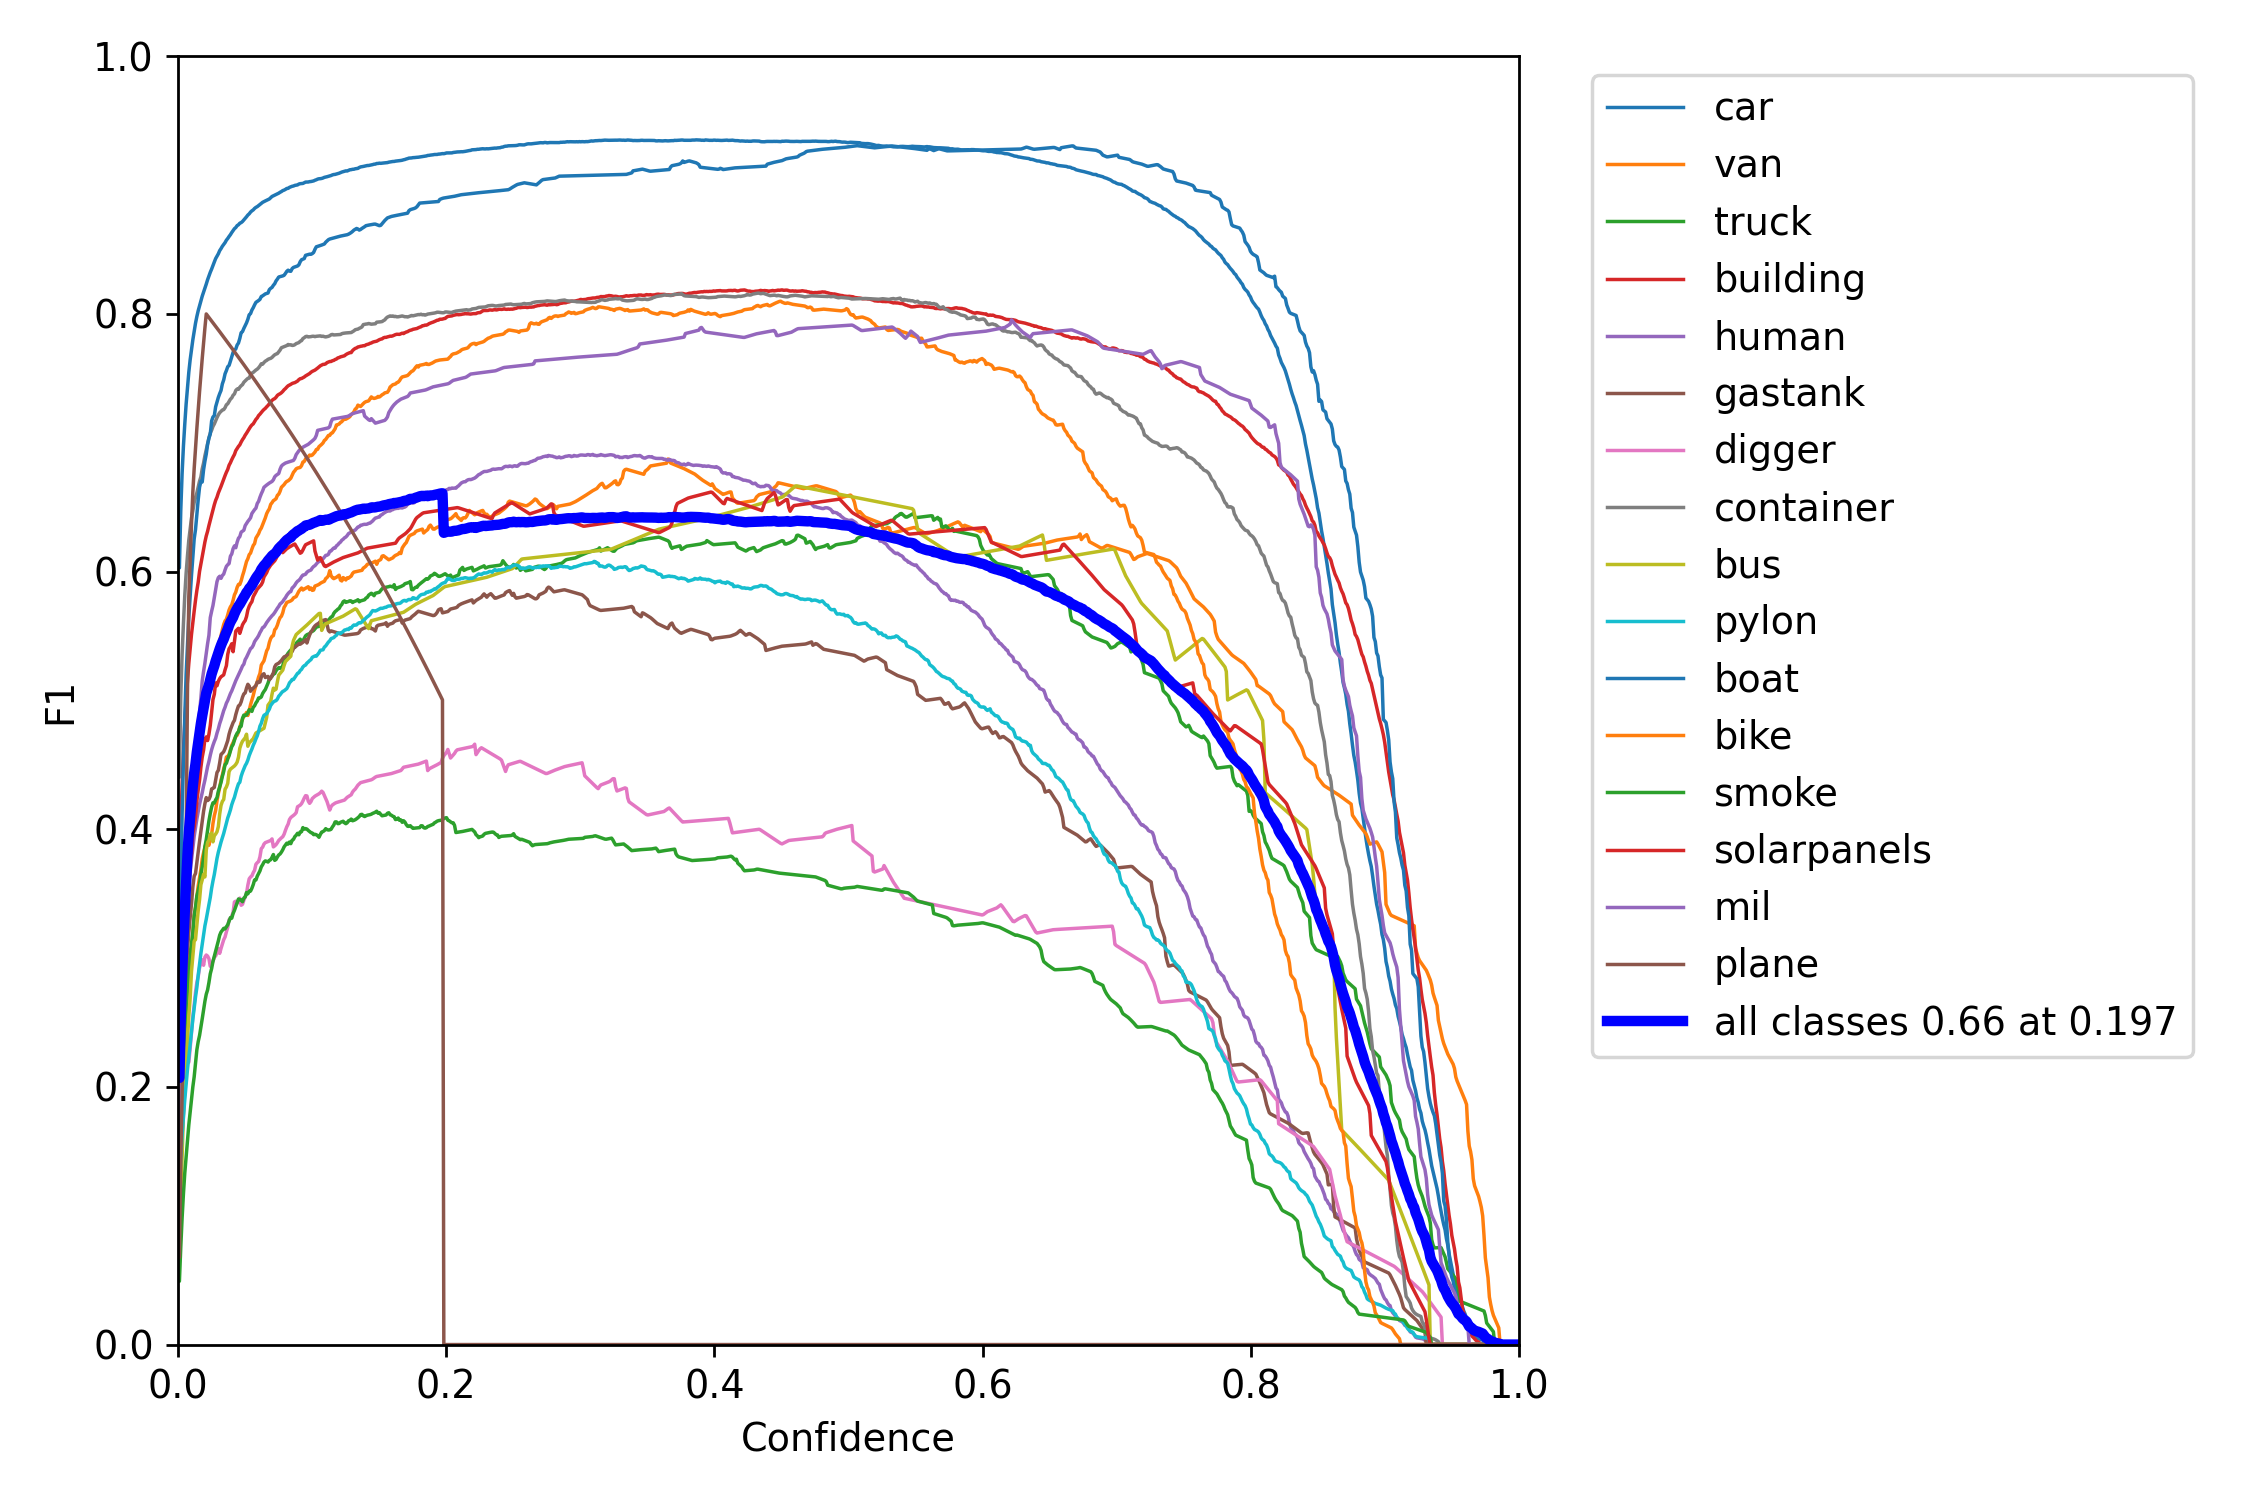 1.0
0.8
0.6
0.4
0.2
0.0
F1
0.0 0.2 0.4 0.6 0.8 1.0
Confidence
car
van
truck
building
human
gastank
digger
container
bus
pylon
boat
bike
smoke
solarpanels
mil
plane
all classes 0.66 at 0.197